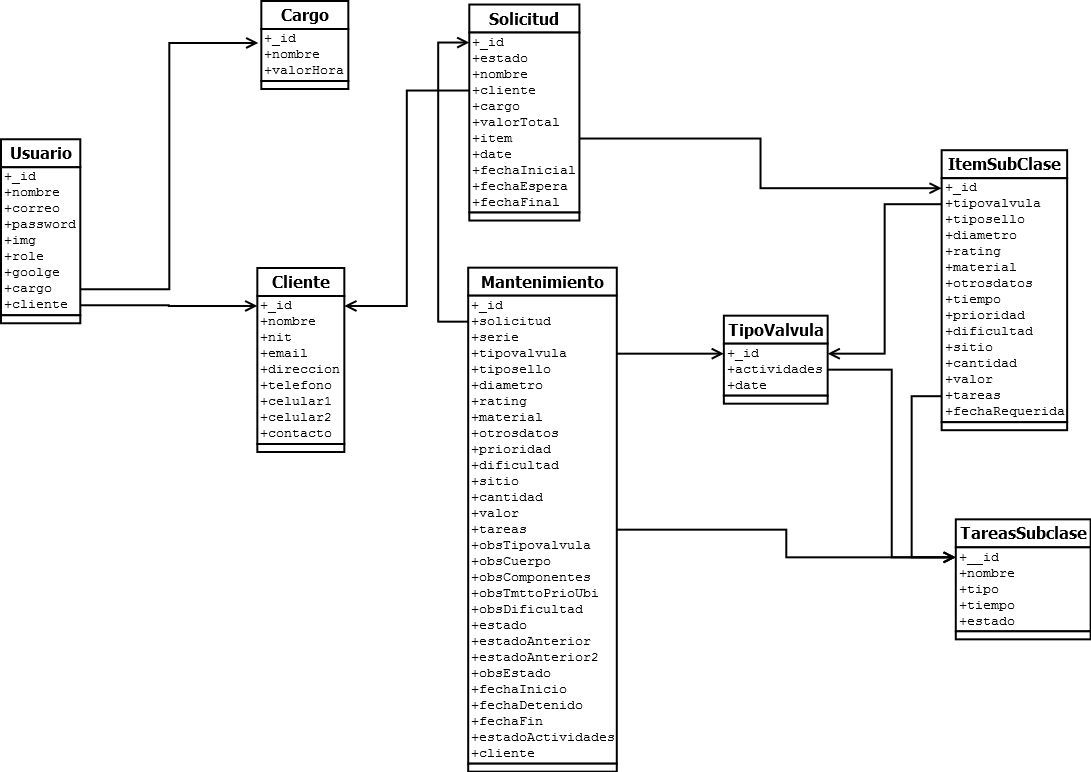 Cargo
+_id
+nombre
+valorHora
Solicitud
+_id
+estado
+nombre
+cliente
+cargo
+valorTotal
+item
+date
+fechaInicial
+fechaEspera
+fechaFinal
Usuario
+_id
+nombre
+correo
+password
+img
+role
+goolge
+cargo
+cliente
ItemSubClase
+_id
+tipovalvula
+tiposello
+diametro
+rating
+material
+otrosdatos
+tiempo
+prioridad
+dificultad
+sitio
+cantidad
+valor
+tareas
+fechaRequerida
Cliente
+_id
+nombre
+nit
+email
+direccion
+telefono
+celular1
+celular2
+contacto
Mantenimiento
+_id
+solicitud
+serie
+tipovalvula
+tiposello
+diametro
+rating
+material
+otrosdatos
+prioridad
+dificultad
+sitio
+cantidad
+valor
+tareas
+obsTipovalvula
+obsCuerpo
+obsComponentes
+obsTmttoPrioUbi
+obsDificultad
+estado
+estadoAnterior
+estadoAnterior2
+obsEstado
+fechaInicio
+fechaDetenido
+fechaFin
+estadoActividades
+cliente
TipoValvula
+_id
+actividades
+date
TareasSubclase
+__id
+nombre
+tipo
+tiempo
+estado